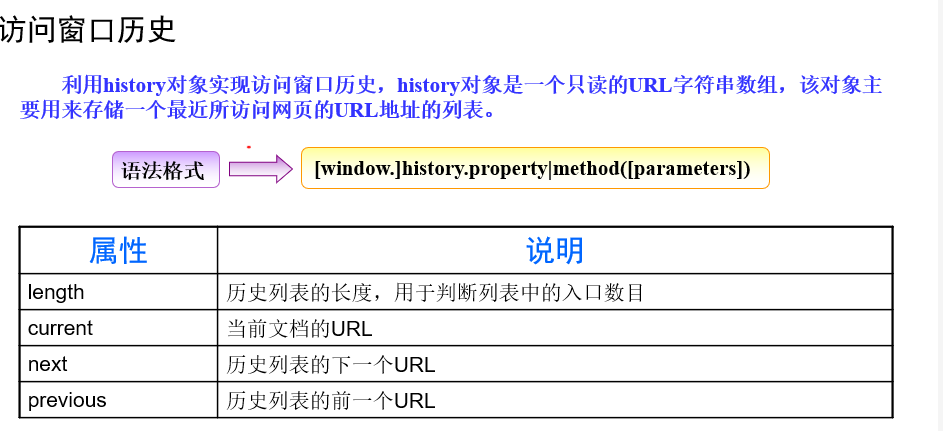 访问窗口历史
利用history对象实现访问窗口历史，history对象是一个只读的URL字符串数组，该对象主
要用来存储一个最近所访问网页的URL地址的列表。
语法格式 [window.]history.property|method([parameters])
属性 说明
length 历史列表的长度，用于判断列表中的入口数目
current 当前文档的URL
next 历史列表的下一个URL
previous 历史列表的前一个URL